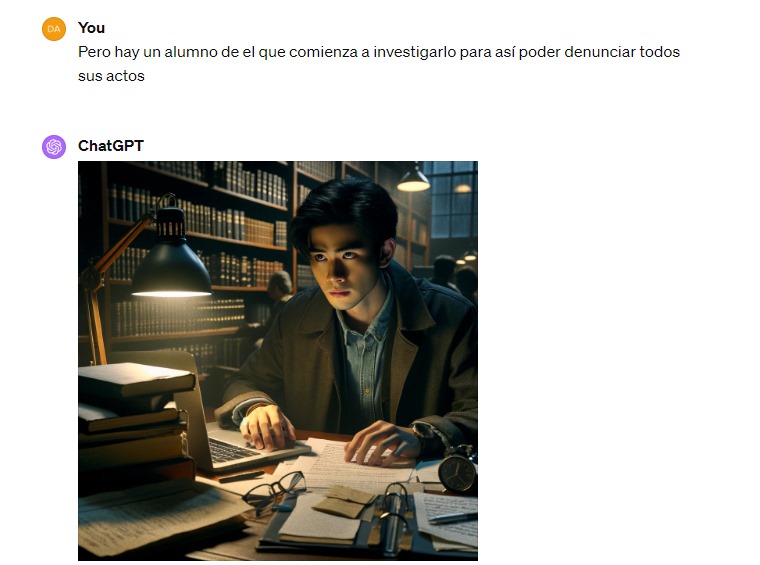 DA
You
Pero hay un alumno de el que comienza a investigarlo para así poder denunciar todos
sus actos
ChatGPT